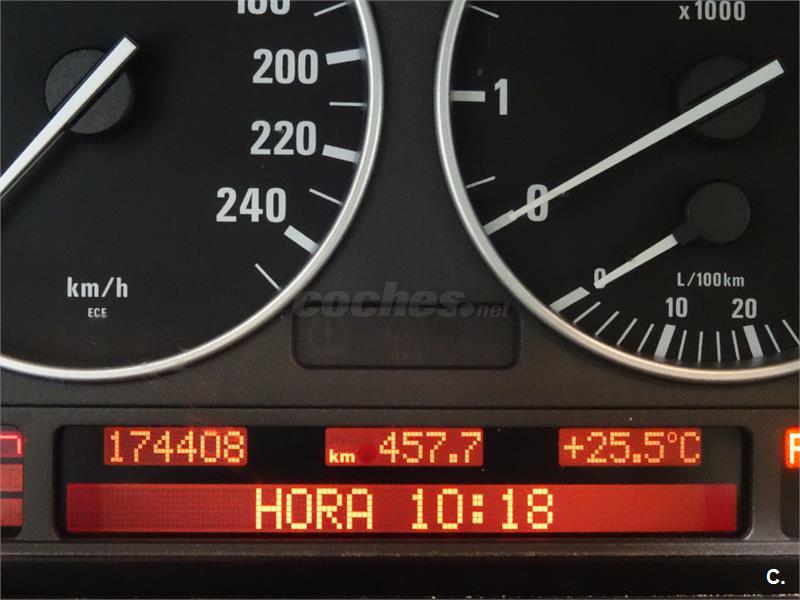 200
220
240
km/h
ECE
x1000
1
0
0
L/100km
10 20
coches.net
174408 km 457.7 +25.5°C
HORA 10:18
C.